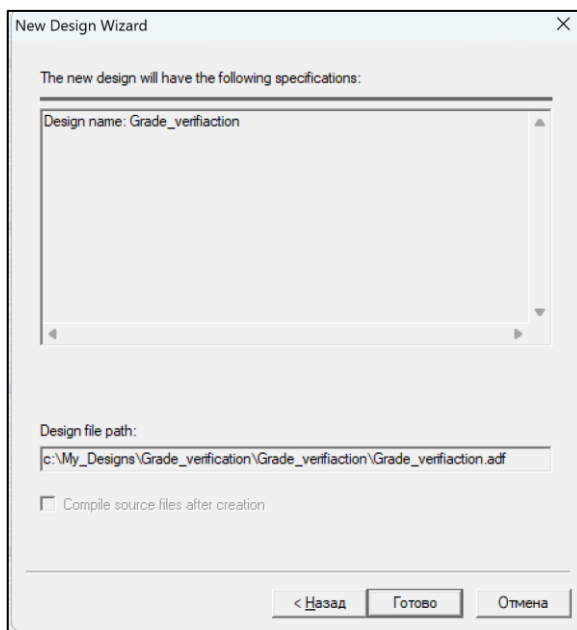 New Design Wizard
The new design will have the following specifications:
Design name: Grade_verifiaction
Design file path:
c:\My_Designs\Grade_verification\Grade_verifiaction\Grade_verifiaction.adf
Compile source files after creation
< Назад
Готово
Отмена